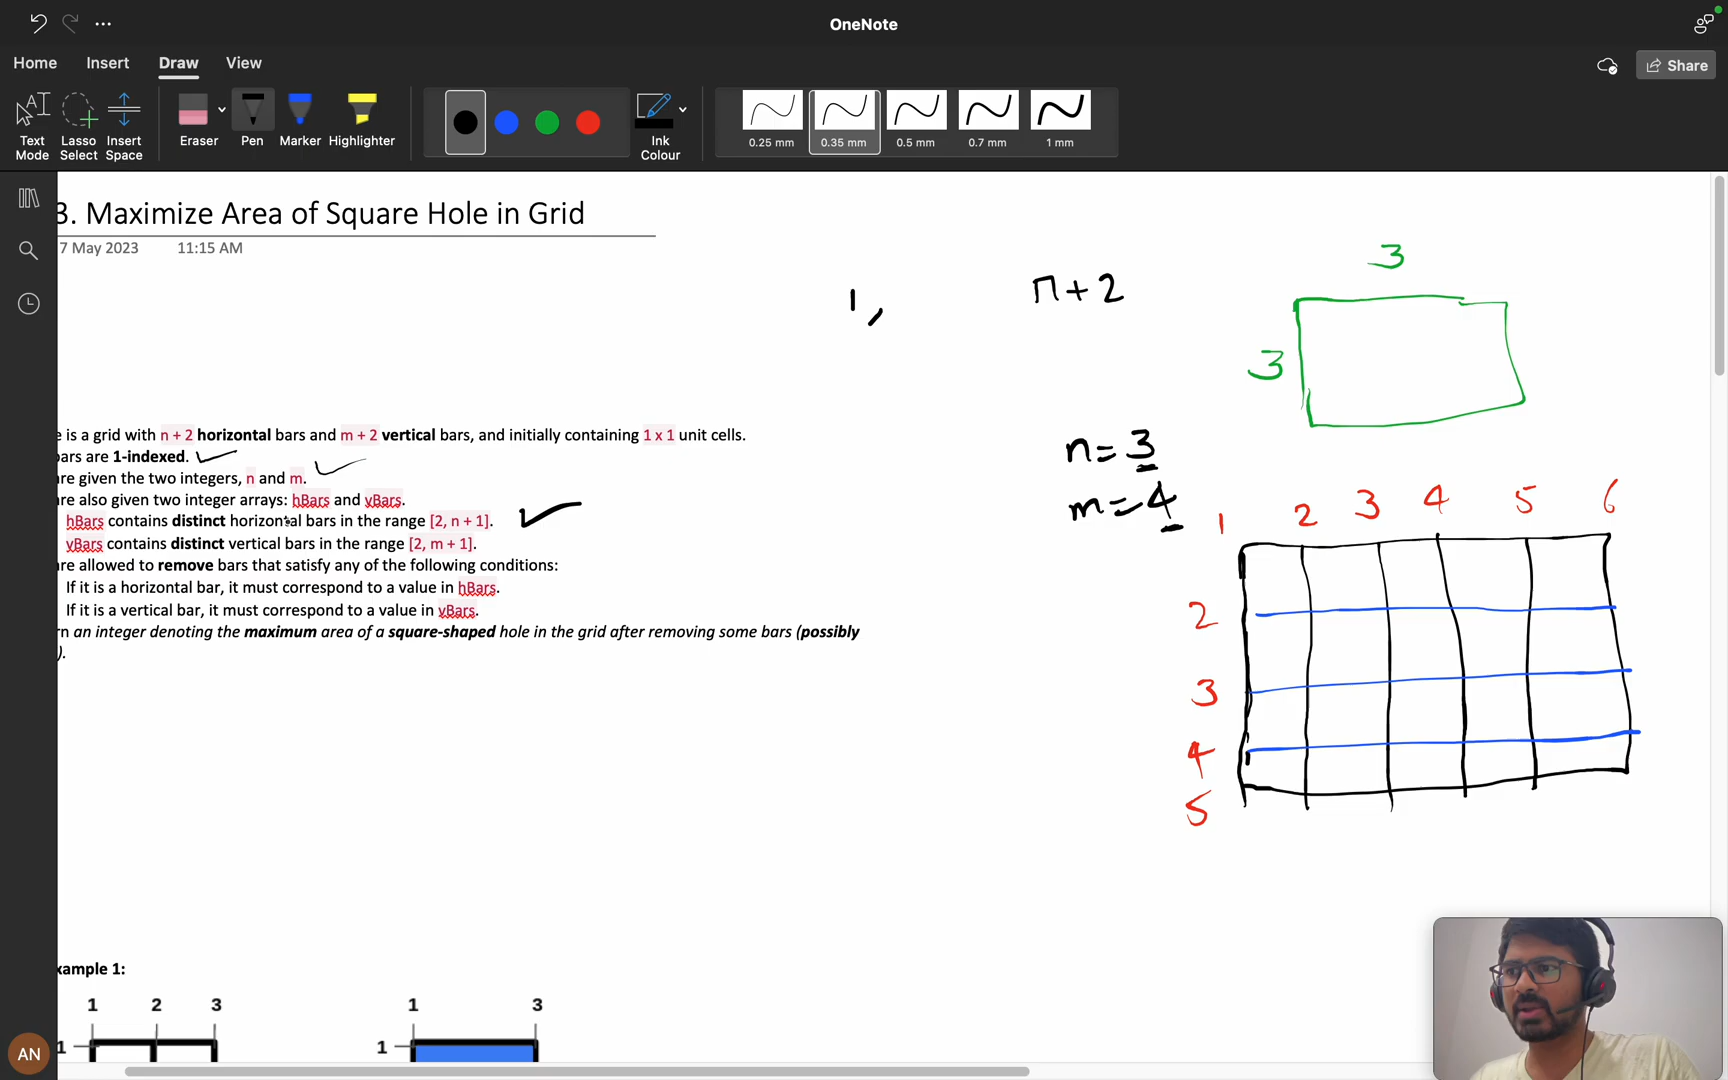 OneNote
Home Insert Draw View
Share
Text Mode
Lasso Select
Insert Space
Eraser
Pen
Marker
Highlighter
Ink Colour
0.25 mm
0.35 mm
0.5 mm
0.7 mm
1 mm
3. Maximize Area of Square Hole in Grid
7 May 2023 11:15 AM
1, n+2
3
3
n=3
m=4
e is a grid with n + 2 horizontal bars and m + 2 vertical bars, and initially containing 1 x 1 unit cells.
bars are 1-indexed.
are given the two integers, n and m.
are also given two integer arrays: hBars and vBars.
hBars contains distinct horizontal bars in the range [2, n + 1].
vBars contains distinct vertical bars in the range [2, m + 1].
are allowed to remove bars that satisfy any of the following conditions:
If it is a horizontal bar, it must correspond to a value in hBars.
If it is a vertical bar, it must correspond to a value in vBars.
rn an integer denoting the maximum area of a square-shaped hole in the grid after removing some bars (possibly
).
1 2 3 4 5 6
2
3
4
5
xample 1:
1 2 3
1
1 3
1
AN